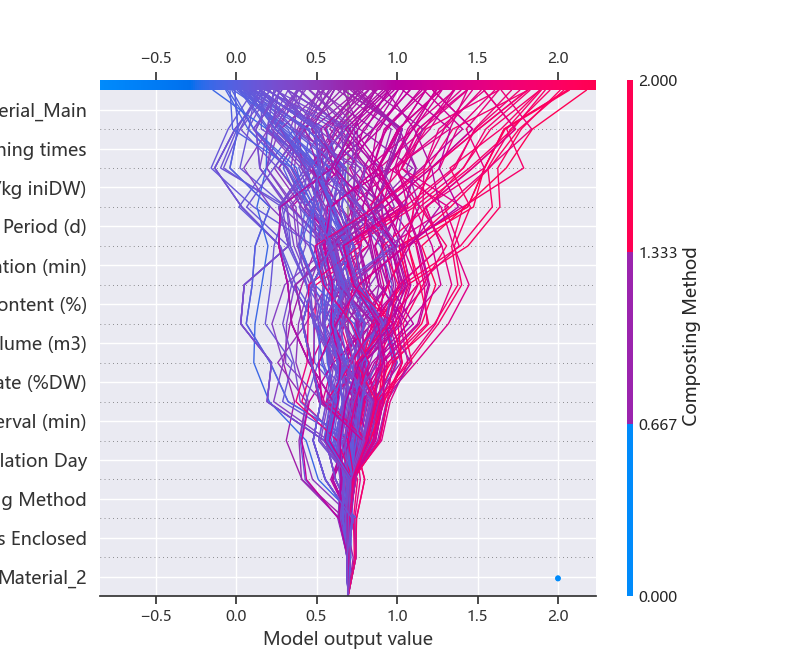 −0.5 0.0 0.5 1.0 1.5 2.0
erial_Main
ning times
/kg iniDW)
Period (d)
ation (min)
ontent (%)
lume (m3)
ate (%DW)
erval (min)
lation Day
g Method
s Enclosed
Material_2
−0.5 0.0 0.5 1.0 1.5 2.0
Model output value
2.000
1.333
0.667
0.000
Composting Method